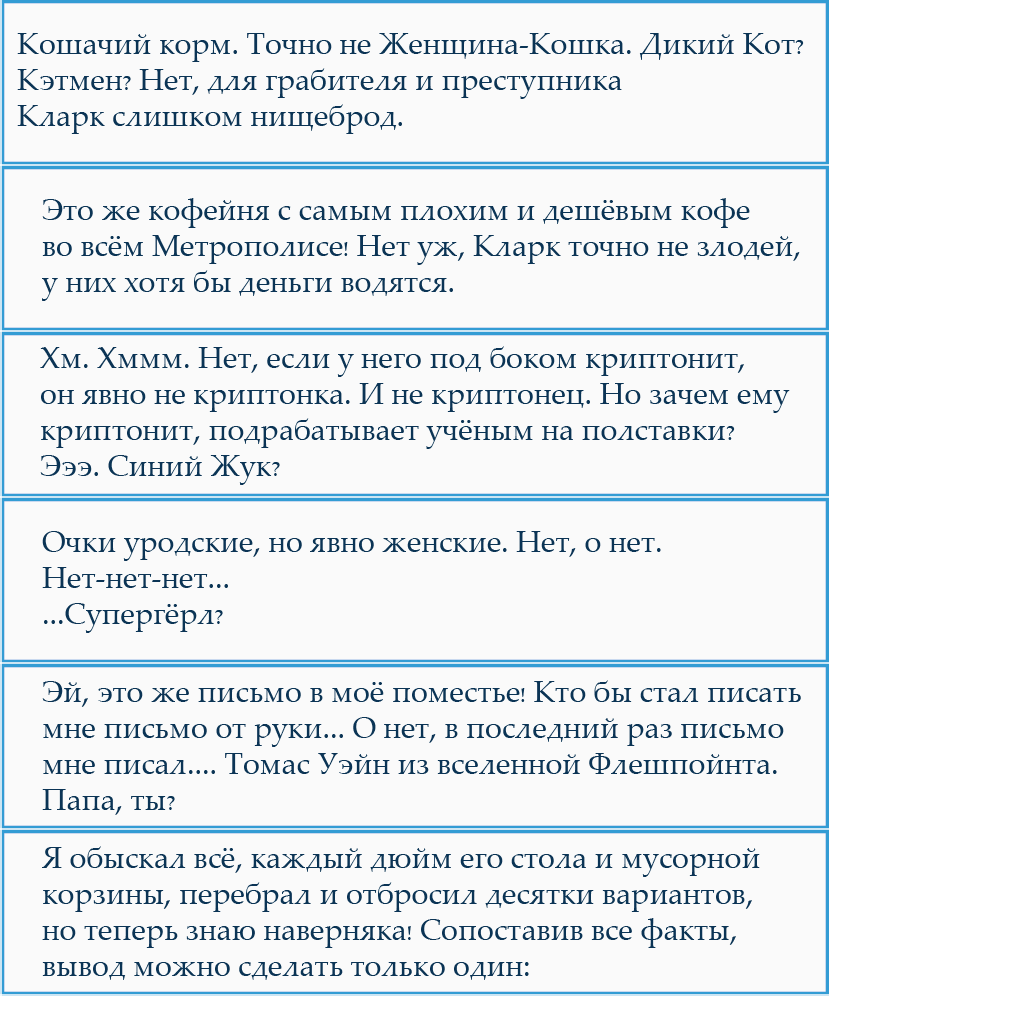 Кошачий корм. Точно не Женщина-Кошка. Дикий Кот?
Кэтмен? Нет, для грабителя и преступника
Кларк слишком нищеброд.
Это же кофейня с самым плохим и дешёвым кофе
во всём Метрополисе! Нет уж, Кларк точно не злодей,
у них хотя бы деньги водятся.
Хм. Хммм. Нет, если у него под боком криптонит,
он явно не криптонка. И не криптонец. Но зачем ему
криптонит, подрабатывает учёным на полставки?
Эээ. Синий Жук?
Очки уродские, но явно женские. Нет, о нет.
Нет-нет-нет...
...Супергёрл?
Эй, это же письмо в моё поместье! Кто бы стал писать
мне письмо от руки... О нет, в последний раз письмо
мне писал.... Томас Уэйн из вселенной Флешпойнта.
Папа, ты?
Я обыскал всё, каждый дюйм его стола и мусорной
корзины, перебрал и отбросил десятки вариантов,
но теперь знаю наверняка! Сопоставив все факты,
вывод можно сделать только один: